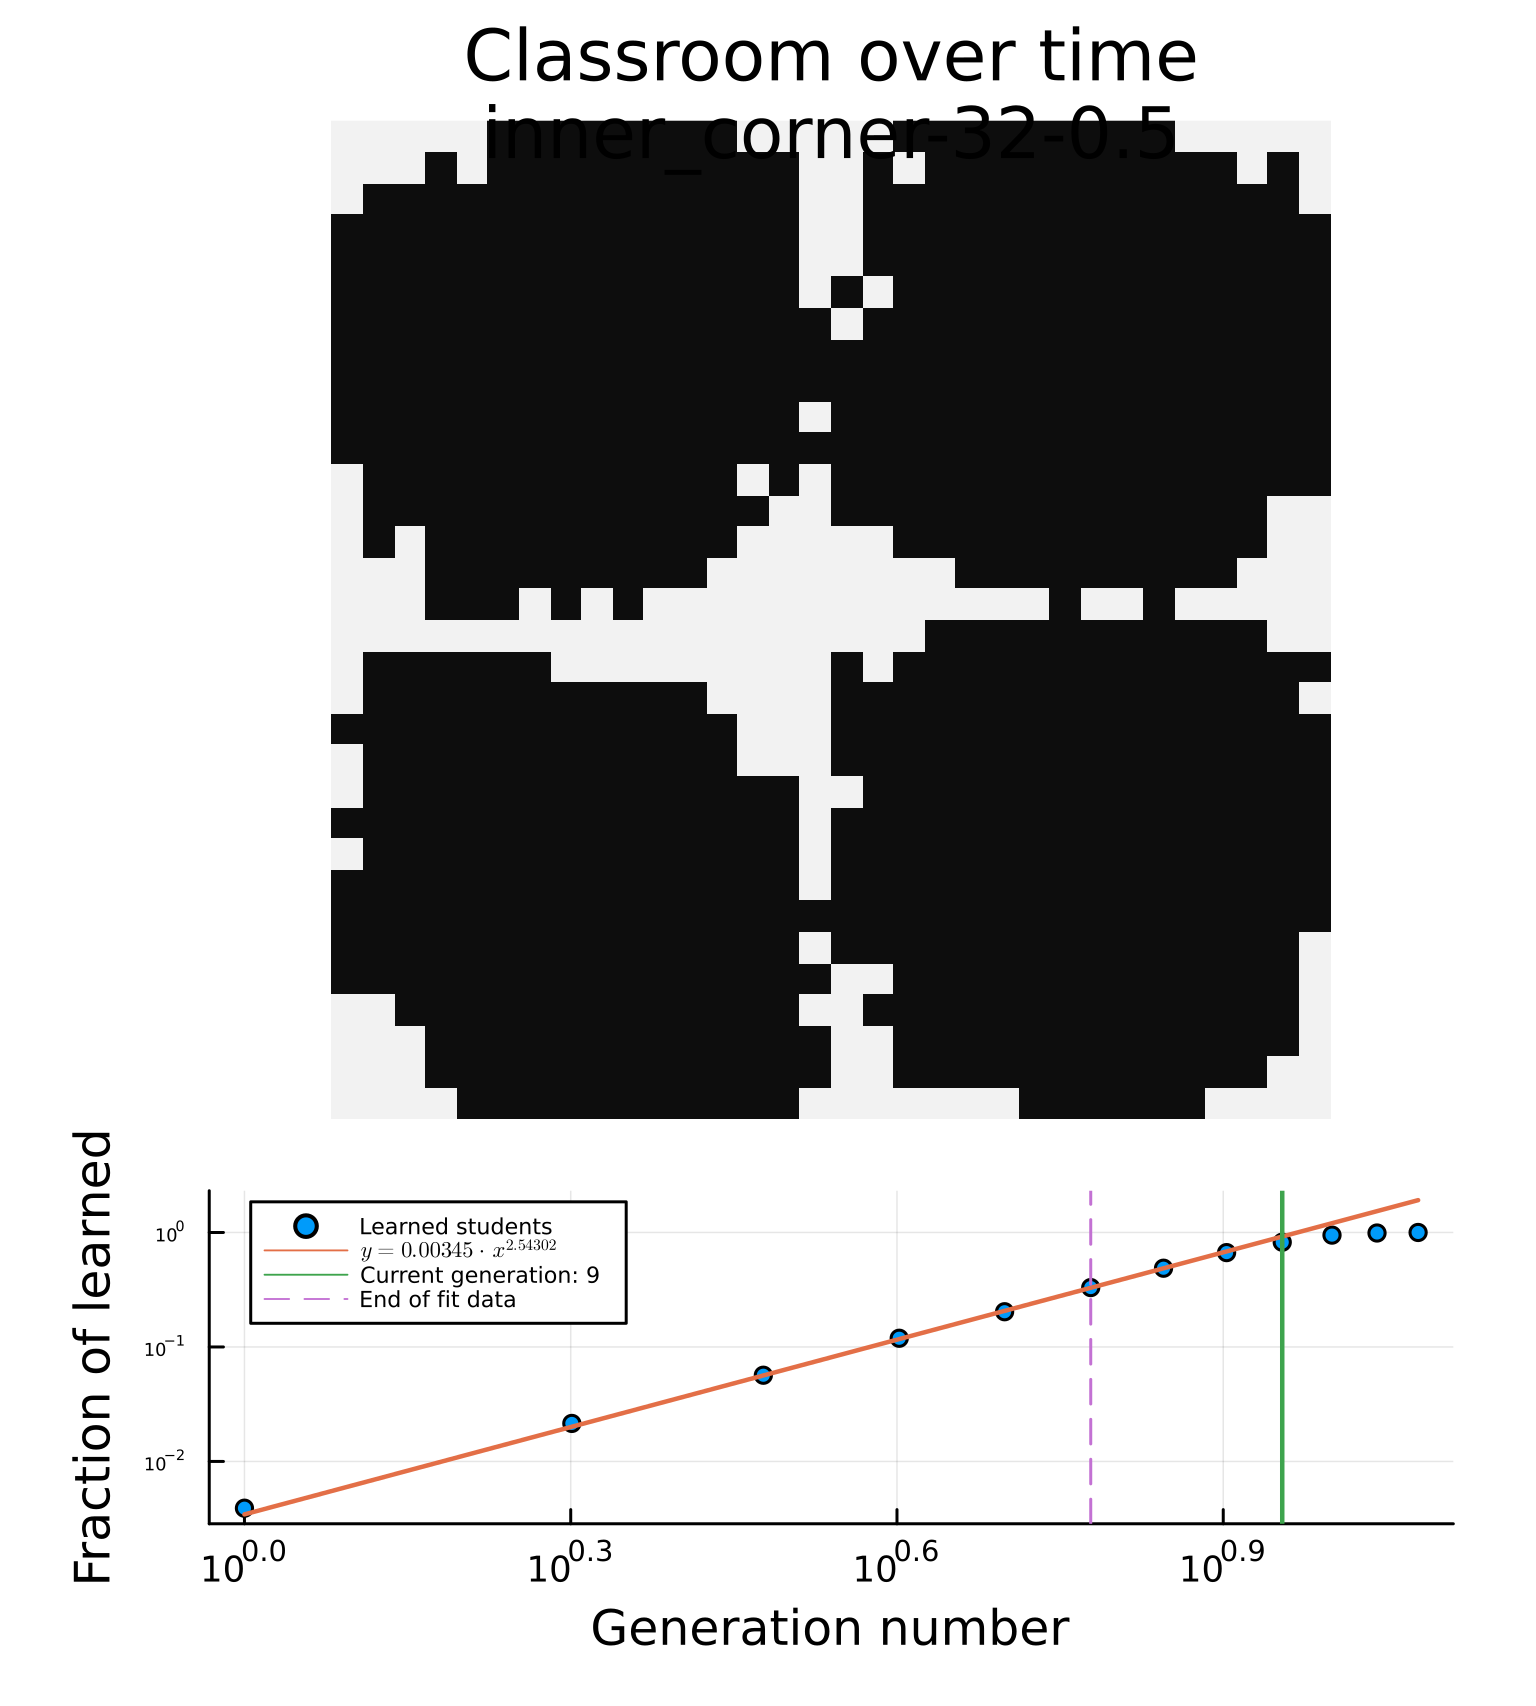 Classroom over time
inner_corner-32-0.5
Fraction of learned
10^0
10^-1
10^-2
Learned students
y = 0.00345 · x^2.54302
Current generation: 9
End of fit data
10^0.0 10^0.3 10^0.6 10^0.9
Generation number